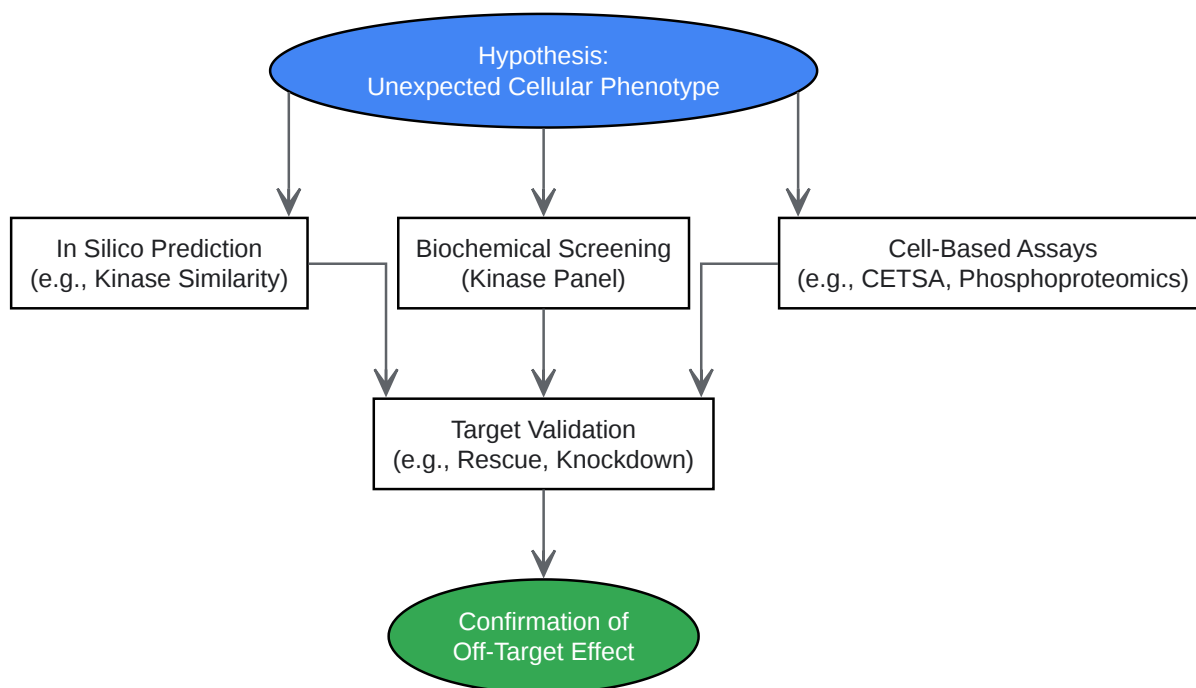 Hypothesis:
Unexpected Cellular Phenotype
In Silico Prediction
(e.g., Kinase Similarity)
Biochemical Screening
(Kinase Panel)
Cell-Based Assays
(e.g., CETSA, Phosphoproteomics)
Target Validation
(e.g., Rescue, Knockdown)
Confirmation of
Off-Target Effect